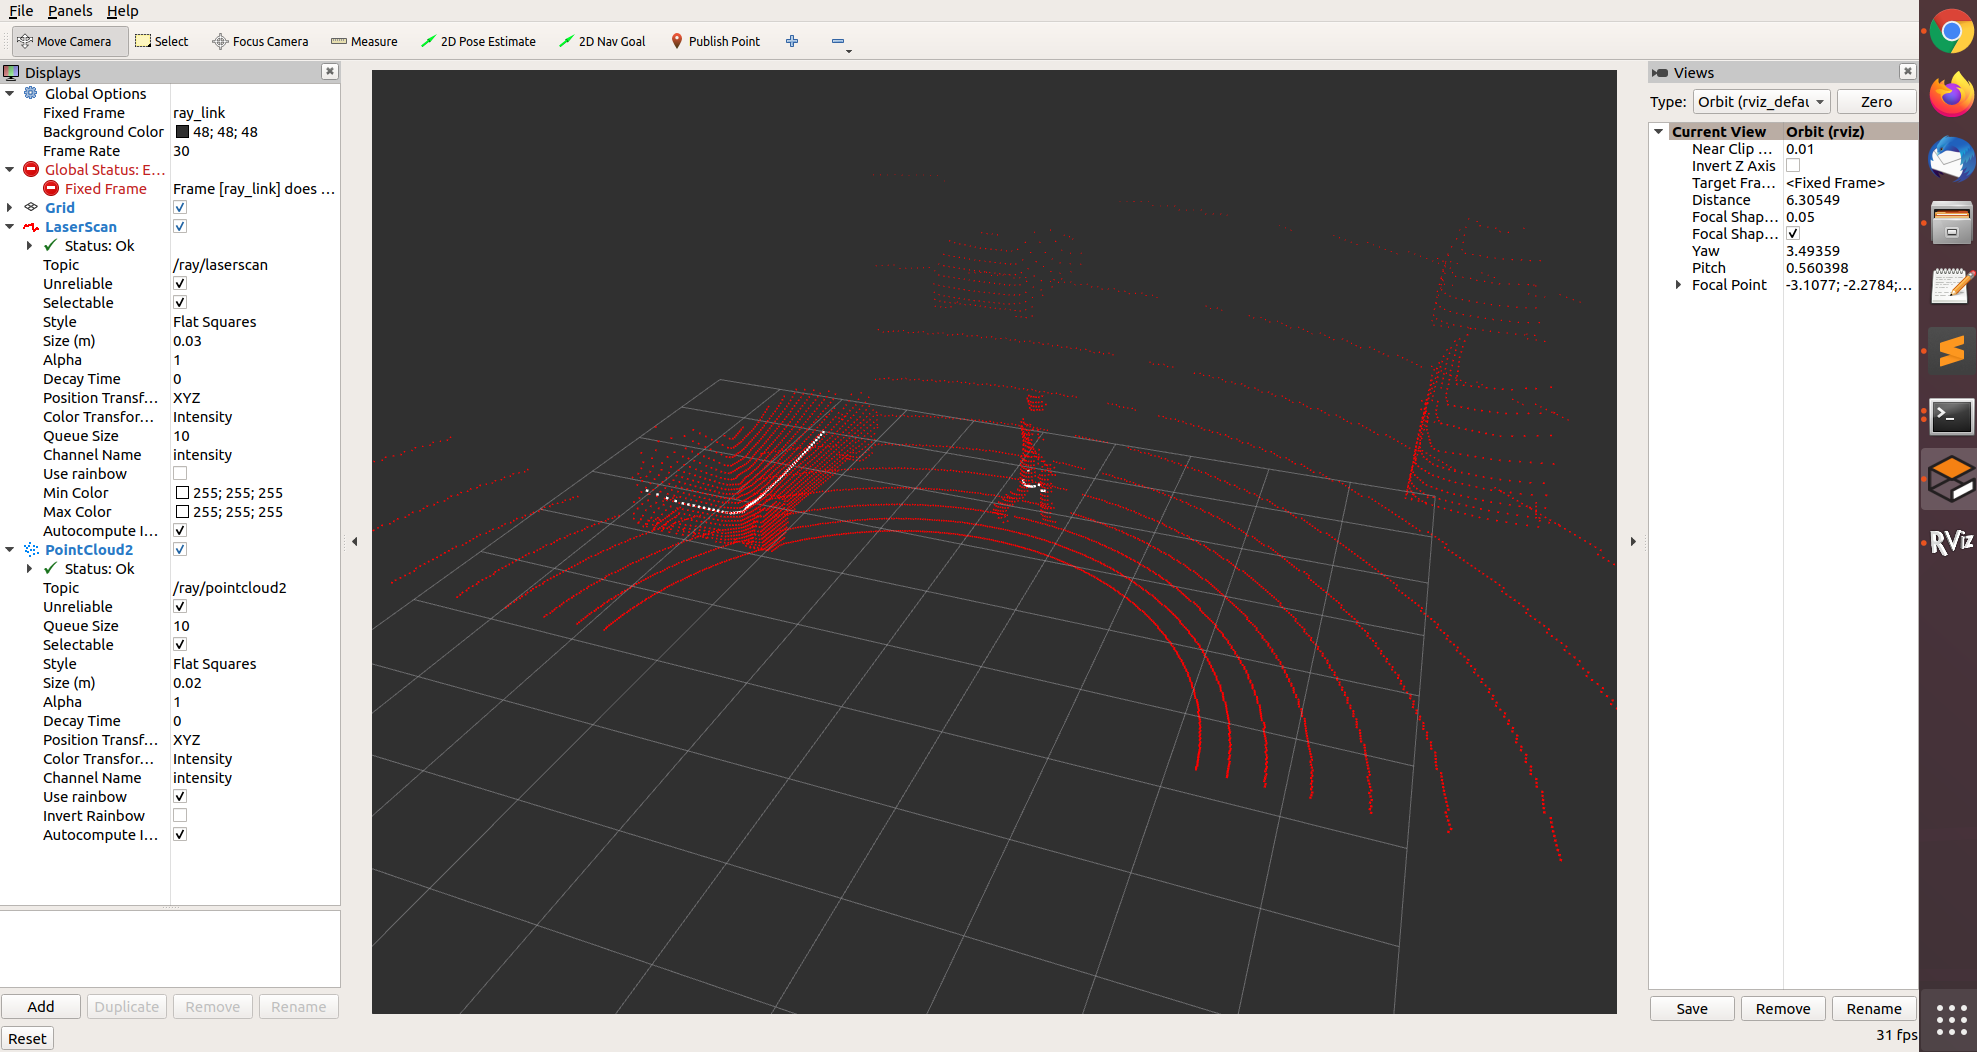 File Panels Help
Move Camera Select Focus Camera Measure 2D Pose Estimate 2D Nav Goal Publish Point
Displays
Global Options
Fixed Frame ray_link
Background Color 48; 48; 48
Frame Rate 30
Global Status: E...
Fixed Frame Frame [ray_link] does ...
Grid
LaserScan
Status: Ok
Topic /ray/laserscan
Unreliable
Selectable
Style Flat Squares
Size (m) 0.03
Alpha 1
Decay Time 0
Position Transf... XYZ
Color Transfor... Intensity
Queue Size 10
Channel Name intensity
Use rainbow
Min Color 255; 255; 255
Max Color 255; 255; 255
Autocompute I...
PointCloud2
Status: Ok
Topic /ray/pointcloud2
Unreliable
Queue Size 10
Selectable
Style Flat Squares
Size (m) 0.02
Alpha 1
Decay Time 0
Position Transf... XYZ
Color Transfor... Intensity
Channel Name intensity
Use rainbow
Invert Rainbow
Autocompute I...
Add Duplicate Remove Rename
Reset
Views
Type: Orbit (rviz_defau Zero
Current View Orbit (rviz)
Near Clip ... 0.01
Invert Z Axis
Target Fra... <Fixed Frame>
Distance 6.30549
Focal Shap... 0.05
Focal Shap...
Yaw 3.49359
Pitch 0.560398
Focal Point -3.1077; -2.2784;...
Save Remove Rename
31 fps
RViz